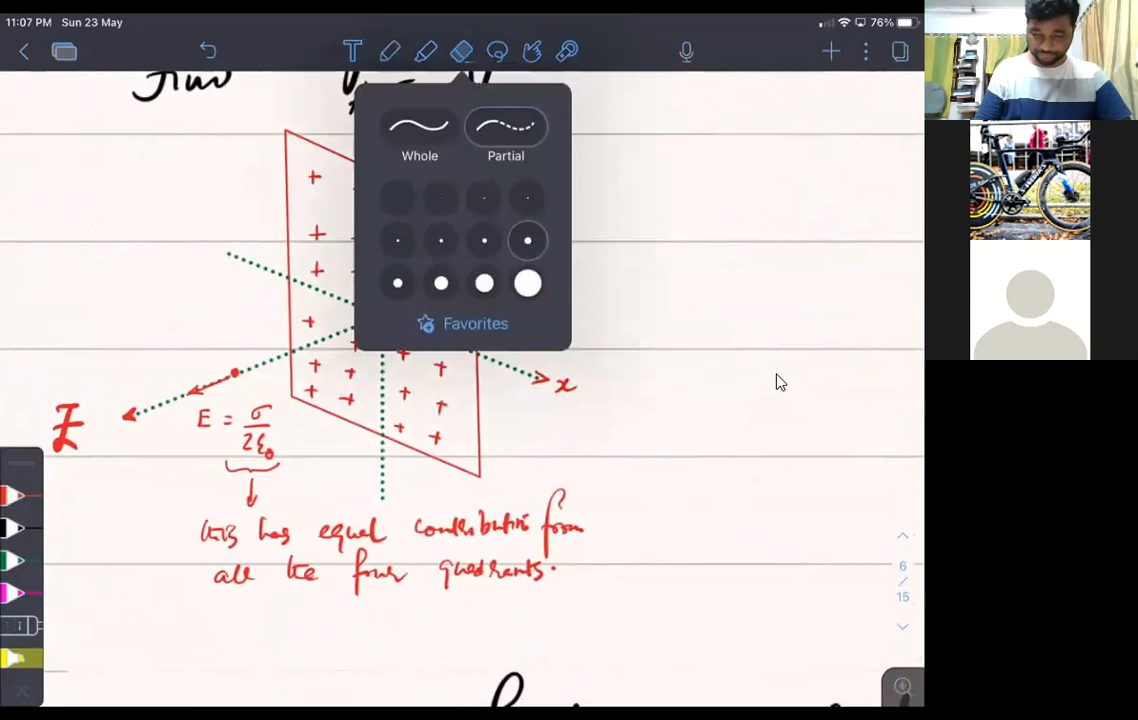 11:07 PM Sun 23 May
76%
T
Whole
Partial
Favorites
+
+
+
+
+ + + +
+ + + +
+ +
x
Z
E = σ
2ε0
this has equal contribution from
all the four quadrants.
6
/
15